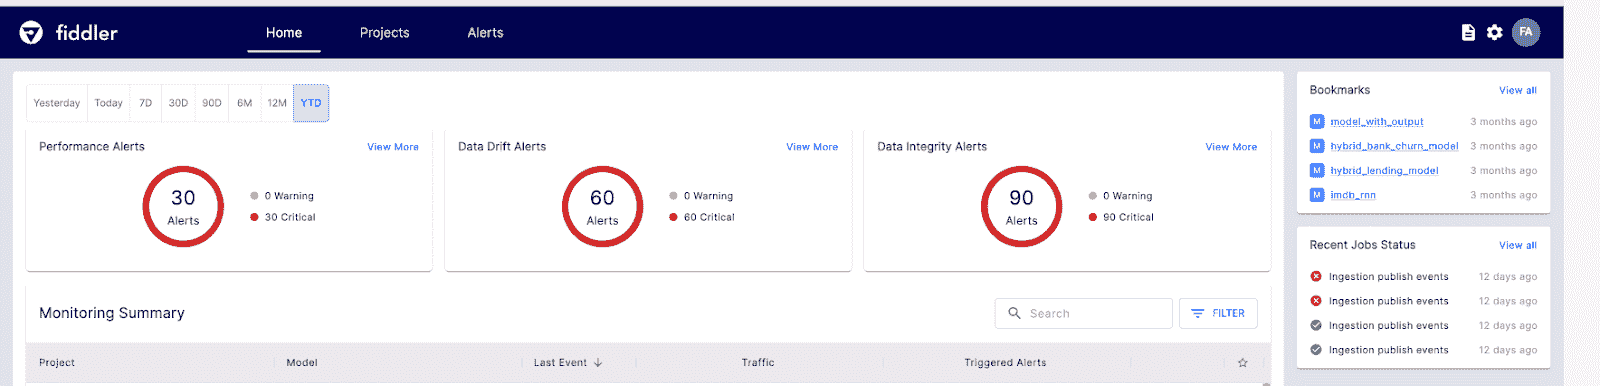 fiddler Home Projects Alerts FA
Yesterday Today 7D 30D 90D 6M 12M YTD
Performance Alerts View More
30 Alerts
0 Warning
30 Critical
Data Drift Alerts View More
60 Alerts
0 Warning
60 Critical
Data Integrity Alerts View More
90 Alerts
0 Warning
90 Critical
Monitoring Summary Search FILTER
Project Model Last Event Traffic Triggered Alerts
Bookmarks View all
M model_with_output 3 months ago
M hybrid_bank_churn_model 3 months ago
M hybrid_lending_model 3 months ago
M imdb_rnn 3 months ago
Recent Jobs Status View all
Ingestion publish events 12 days ago
Ingestion publish events 12 days ago
Ingestion publish events 12 days ago
Ingestion publish events 12 days ago